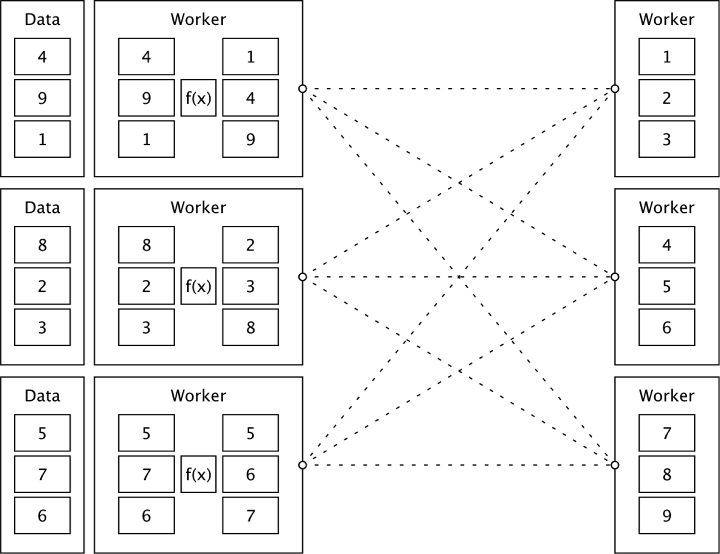 Data Worker Worker
4 4 1 1
9 9 f(x) 4 2
1 1 9 3
Data Worker Worker
8 8 2 4
2 2 f(x) 3 5
3 3 8 6
Data Worker Worker
5 5 5 7
7 7 f(x) 6 8
6 6 7 9